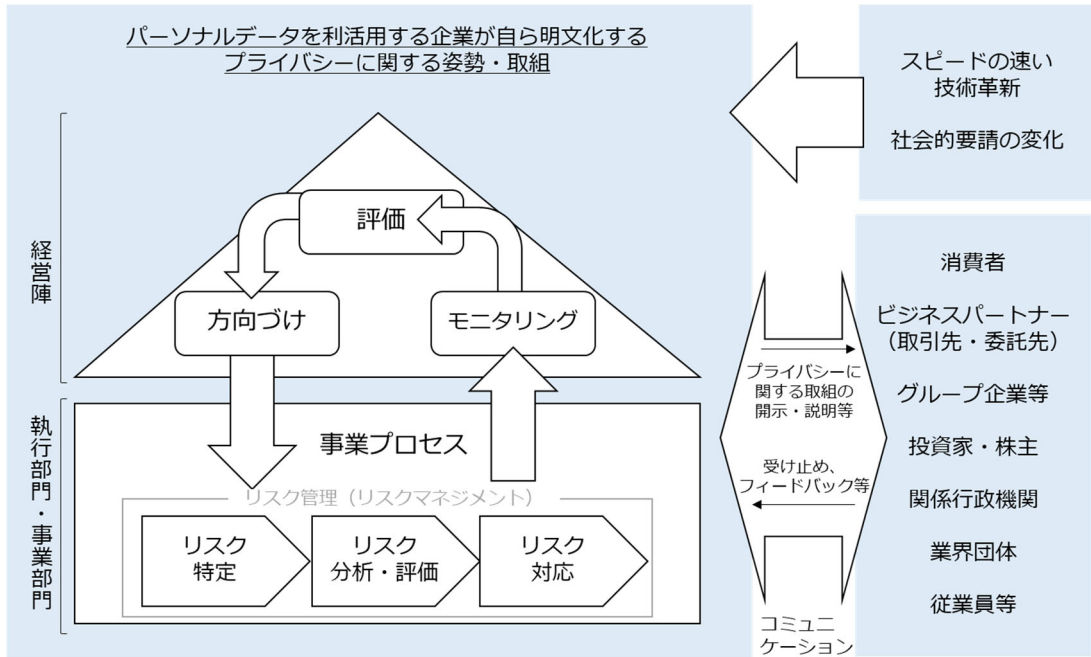 パーソナルデータを利活用する企業が自ら明文化する
プライバシーに関する姿勢・取組
経営陣
評価
方向づけ
モニタリング
執行部門・事業部門
事業プロセス
リスク管理（リスクマネジメント）
リスク
特定
リスク
分析・評価
リスク
対応
スピードの速い
技術革新
社会的要請の変化
プライバシーに
関する取組の
開示・説明等
受け止め、
フィードバック等
コミュニ
ケーション
消費者
ビジネスパートナー
（取引先・委託先）
グループ企業等
投資家・株主
関係行政機関
業界団体
従業員等